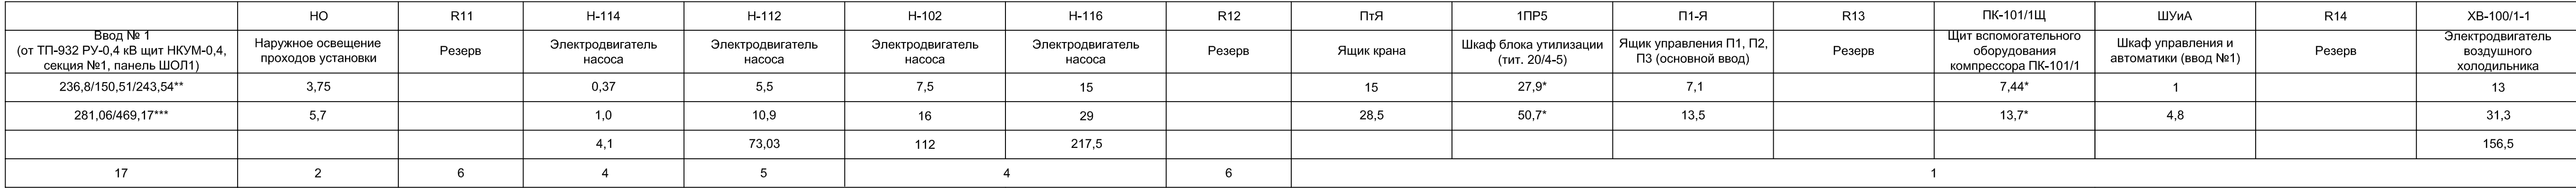 НО R11 Н-114 Н-112 Н-102 Н-116 R12 ПтЯ 1ПР5 П1-Я R13 ПК-101/1Щ ШУиА R14 ХВ-100/1-1
Ввод № 1
(от ТП-932 РУ-0,4 кВ щит НКУМ-0,4,
секция №1, панель ШОЛ1)
Наружное освещение
проходов установки
Резерв
Электродвигатель
насоса
Электродвигатель
насоса
Электродвигатель
насоса
Электродвигатель
насоса
Резерв
Ящик крана
Шкаф блока утилизации
(тит. 20/4-5)
Ящик управления П1, П2,
П3 (основной ввод)
Резерв
Щит вспомогательного
оборудования
компрессора ПК-101/1
Шкаф управления и
автоматики (ввод №1)
Резерв
Электродвигатель
воздушного
холодильника
236,8/150,51/243,54** 3,75 0,37 5,5 7,5 15 15 27,9* 7,1 7,44* 1 13
281,06/469,17*** 5,7 1,0 10,9 16 29 28,5 50,7* 13,5 13,7* 4,8 31,3
4,1 73,03 112 217,5 156,5
17 2 6 4 5 4 6 1